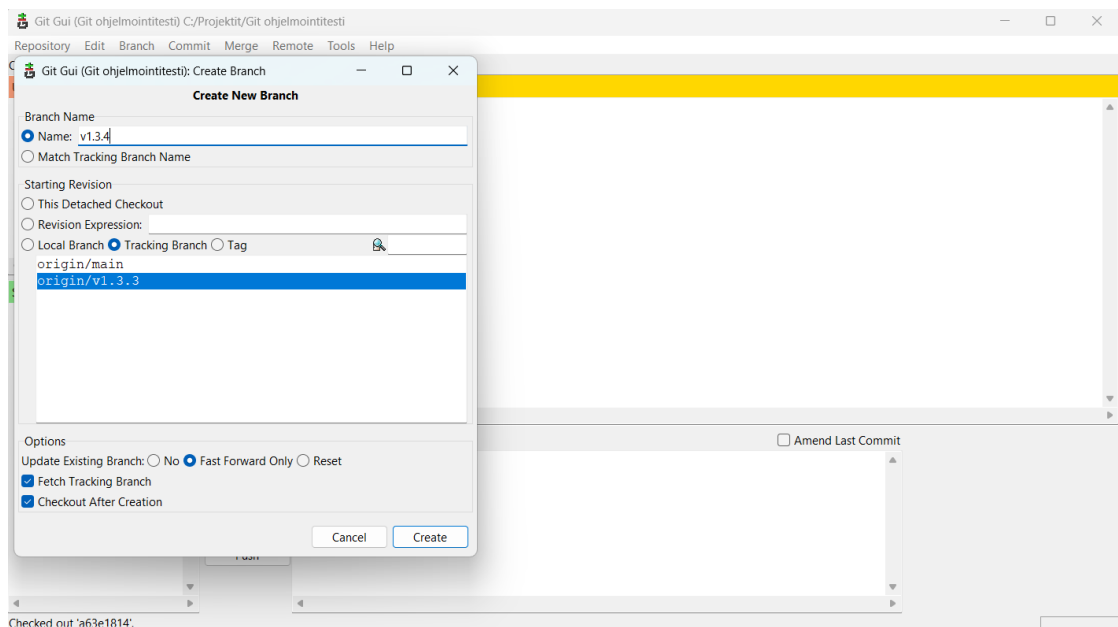 Git Gui (Git ohjelmointitesti) C:/Projektit/Git ohjelmointitesti
Repository Edit Branch Commit Merge Remote Tools Help
Git Gui (Git ohjelmointitesti): Create Branch
Create New Branch
Branch Name
Name: v1.3.4
Match Tracking Branch Name
Starting Revision
This Detached Checkout
Revision Expression:
Local Branch Tracking Branch Tag
origin/main
origin/v1.3.3
Options
Update Existing Branch: No Fast Forward Only Reset
Fetch Tracking Branch
Checkout After Creation
Cancel Create
Amend Last Commit
Push
Checked out 'a63e1814'.